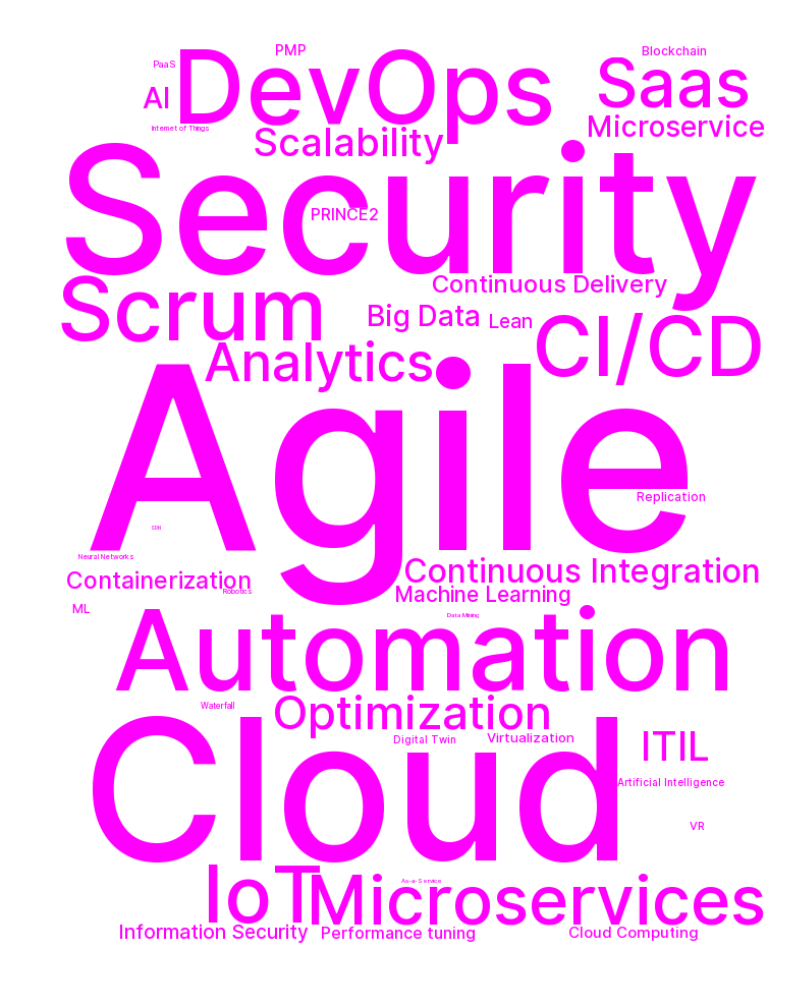 PMP
Blockchain
PaaS
DevOps
Saas
AI
Internet of Things
Microservice
Scalability
Security
PRINCE2
Scrum
Continuous Delivery
Big Data
Lean
CI/CD
Analytics
Agile
Replication
Neural Networks
Continuous Integration
Containerization
Robotics
Machine Learning
ML
Data Mining
Automation
Waterfall
Optimization
Digital Twin
Virtualization
ITIL
Cloud
Artificial Intelligence
VR
IoT
As-a-Service
Microservices
Information Security
Performance tuning
Cloud Computing